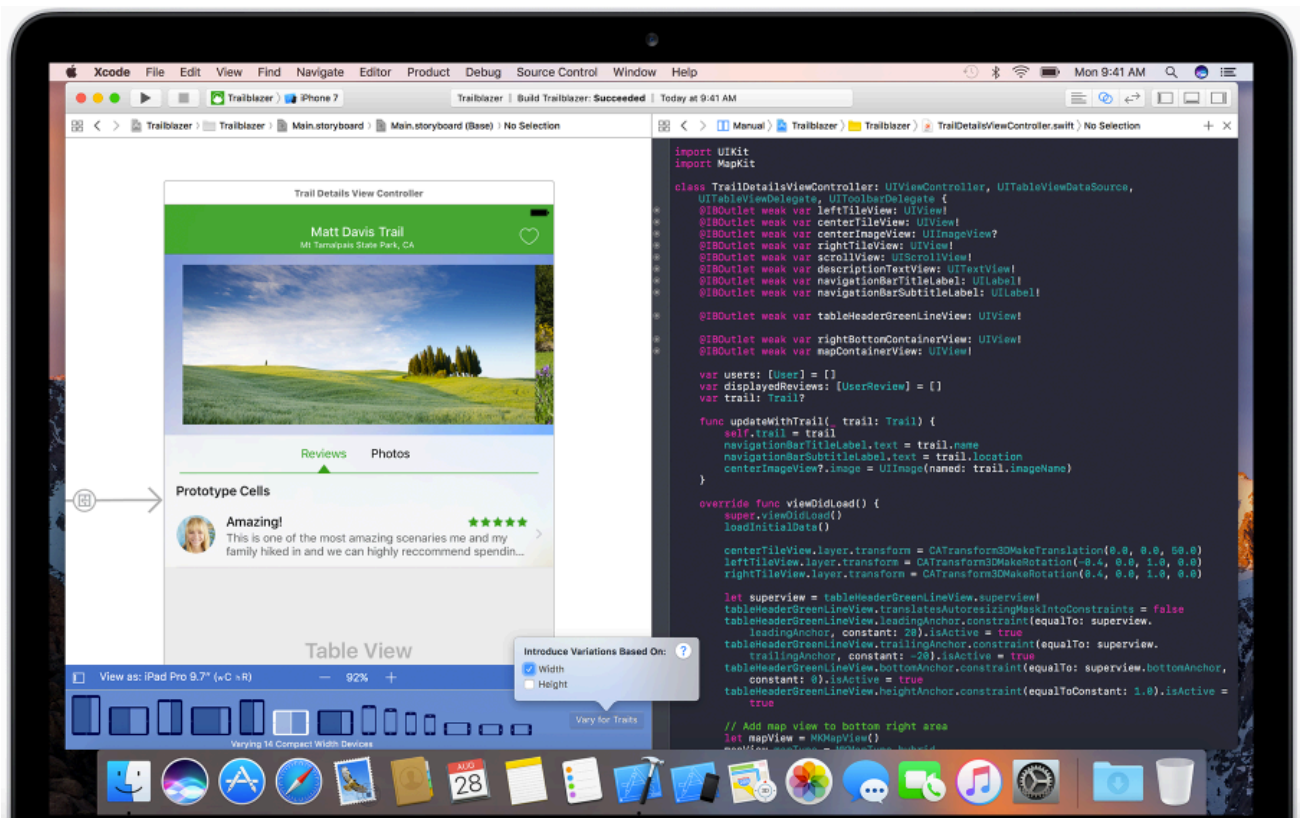 Xcode File Edit View Find Navigate Editor Product Debug Source Control Window Help Mon 9:41 AM
Trailblazer iPhone 7 Trailblazer | Build Trailblazer: Succeeded | Today at 9:41 AM
Trailblazer Trailblazer Main.storyboard Main.storyboard (Base) No Selection
Manual Trailblazer Trailblazer TrailDetailsViewController.swift No Selection
Trail Details View Controller
Matt Davis Trail
Mt Tamalpais State Park, CA
Reviews Photos
Prototype Cells
Amazing!
This is one of the most amazing scenaries me and my
family hiked in and we can highly reccommend spendin...
Table View
Introduce Variations Based On: ?
Width
Height
View as: iPad Pro 9.7" (wC hR) — 92% +
Vary for Traits
Varying 14 Compact Width Devices
import UIKit
import MapKit
class TrailDetailsViewController: UIViewController, UITableViewDataSource,
UITableViewDelegate, UIToolbarDelegate {
@IBOutlet weak var leftTileView: UIView!
@IBOutlet weak var centerTileView: UIView!
@IBOutlet weak var centerImageView: UIImageView?
@IBOutlet weak var rightTileView: UIView!
@IBOutlet weak var scrollView: UIScrollView!
@IBOutlet weak var descriptionTextView: UITextView!
@IBOutlet weak var navigationBarTitleLabel: UILabel!
@IBOutlet weak var navigationBarSubtitleLabel: UILabel!
@IBOutlet weak var tableHeaderGreenLineView: UIView!
@IBOutlet weak var rightBottomContainerView: UIView!
@IBOutlet weak var mapContainerView: UIView!
var users: [User] = []
var displayedReviews: [UserReview] = []
var trail: Trail?
func updateWithTrail(_ trail: Trail) {
self.trail = trail
navigationBarTitleLabel.text = trail.name
navigationBarSubtitleLabel.text = trail.location
centerImageView?.image = UIImage(named: trail.imageName)
}
override func viewDidLoad() {
super.viewDidLoad()
loadInitialData()
centerTileView.layer.transform = CATransform3DMakeTranslation(0.0, 0.0, 50.0)
leftTileView.layer.transform = CATransform3DMakeRotation(-0.4, 0.0, 1.0, 0.0)
rightTileView.layer.transform = CATransform3DMakeRotation(0.4, 0.0, 1.0, 0.0)
let superview = tableHeaderGreenLineView.superview!
tableHeaderGreenLineView.translatesAutoresizingMaskIntoConstraints = false
tableHeaderGreenLineView.leadingAnchor.constraint(equalTo: superview.
leadingAnchor, constant: 20).isActive = true
tableHeaderGreenLineView.trailingAnchor.constraint(equalTo: superview.
trailingAnchor, constant: -20).isActive = true
tableHeaderGreenLineView.bottomAnchor.constraint(equalTo: superview.bottomAnchor,
constant: 0).isActive = true
tableHeaderGreenLineView.heightAnchor.constraint(equalToConstant: 1.0).isActive =
true
// Add map view to bottom right area
let mapView = MKMapView()
AUG
28